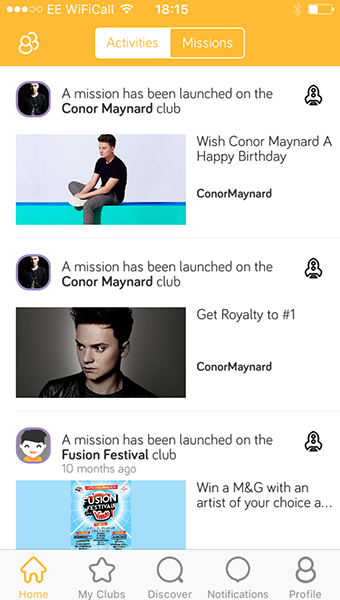 EE WiFiCall 18:15
Activities Missions
A mission has been launched on the
Conor Maynard club
Wish Conor Maynard A
Happy Birthday
ConorMaynard
A mission has been launched on the
Conor Maynard club
Get Royalty to #1
ConorMaynard
A mission has been launched on the
Fusion Festival club
10 months ago
FUSION
FESTIVAL
Win a M&G with an
artist of your choice a...
Home My Clubs Discover Notifications Profile